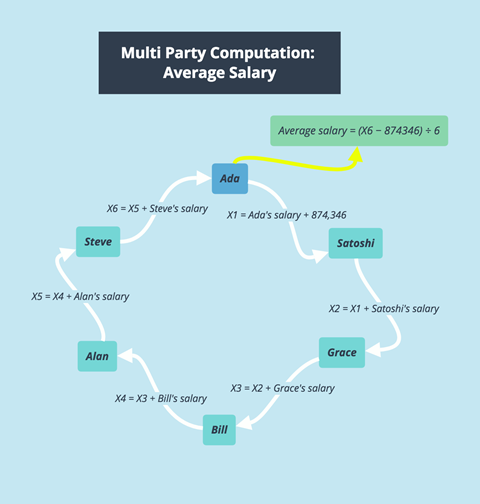 Multi Party Computation:
Average Salary
Average salary = (X6 − 874346) ÷ 6
Ada
X6 = X5 + Steve's salary
X1 = Ada's salary + 874,346
Steve
Satoshi
X5 = X4 + Alan's salary
X2 = X1 + Satoshi's salary
Alan
Grace
X3 = X2 + Grace's salary
X4 = X3 + Bill's salary
Bill